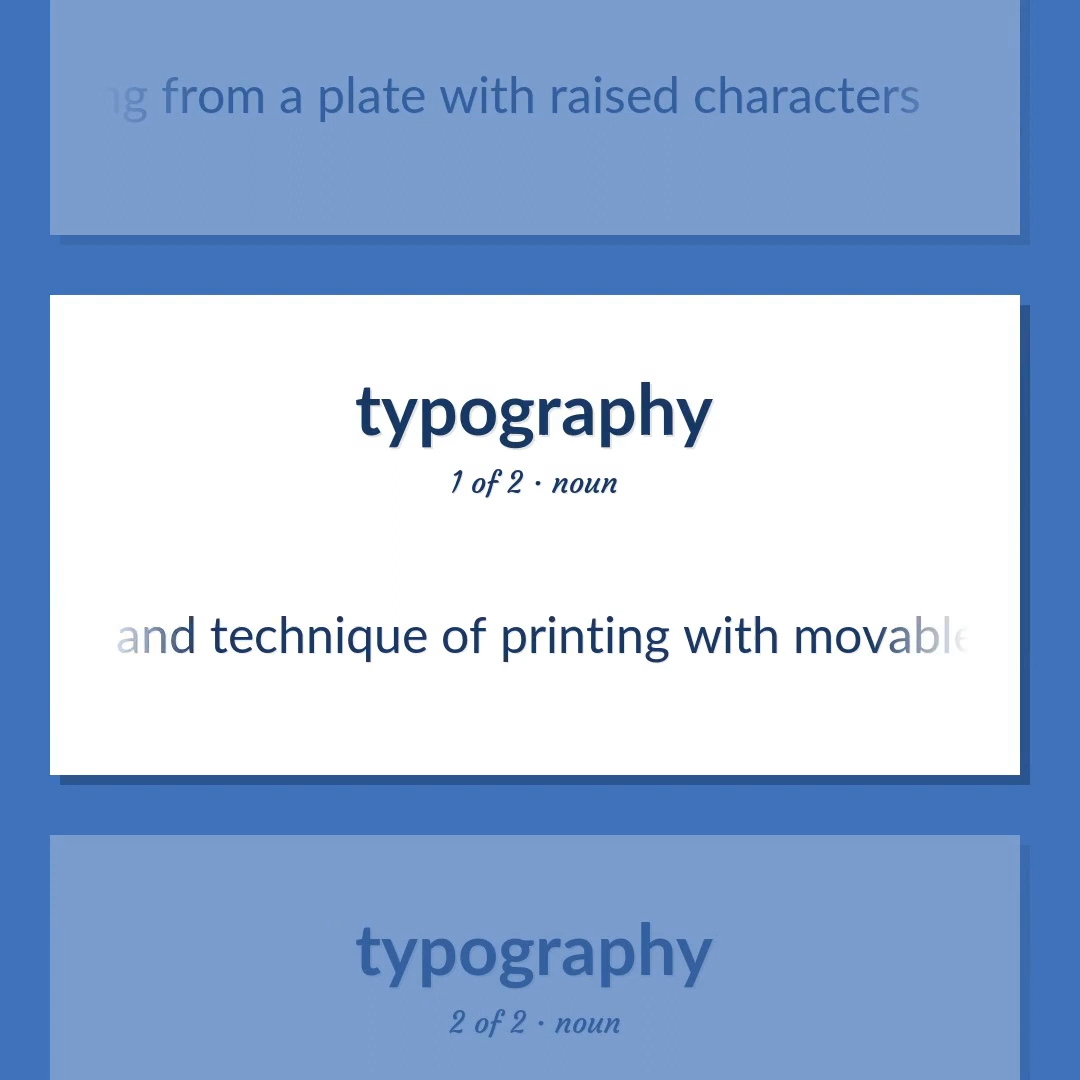 from a plate with raised characters
typography
1 of 2 · noun
and technique of printing with movable
typography
2 of 2 · noun